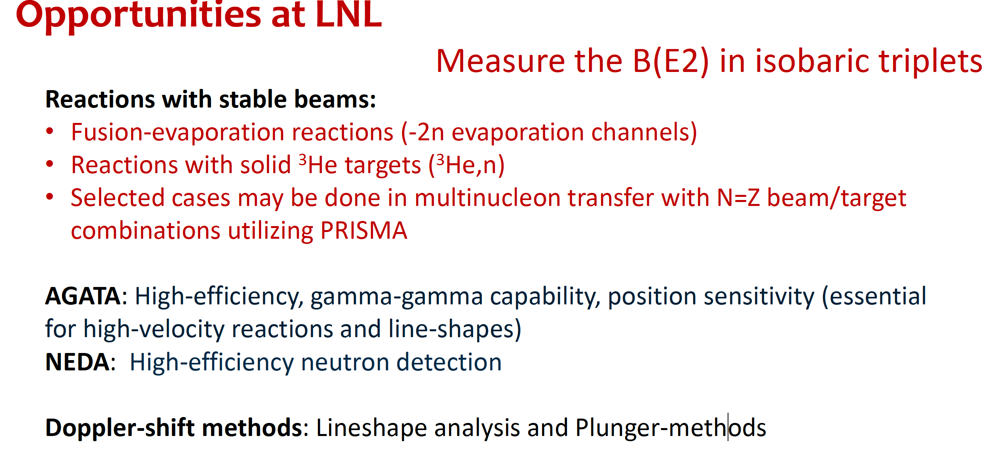 Opportunities at LNL
Measure the B(E2) in isobaric triplets
Reactions with stable beams:
• Fusion-evaporation reactions (-2n evaporation channels)
• Reactions with solid ³He targets (³He,n)
• Selected cases may be done in multinucleon transfer with N=Z beam/target
combinations utilizing PRISMA
AGATA: High-efficiency, gamma-gamma capability, position sensitivity (essential
for high-velocity reactions and line-shapes)
NEDA: High-efficiency neutron detection
Doppler-shift methods: Lineshape analysis and Plunger-methods